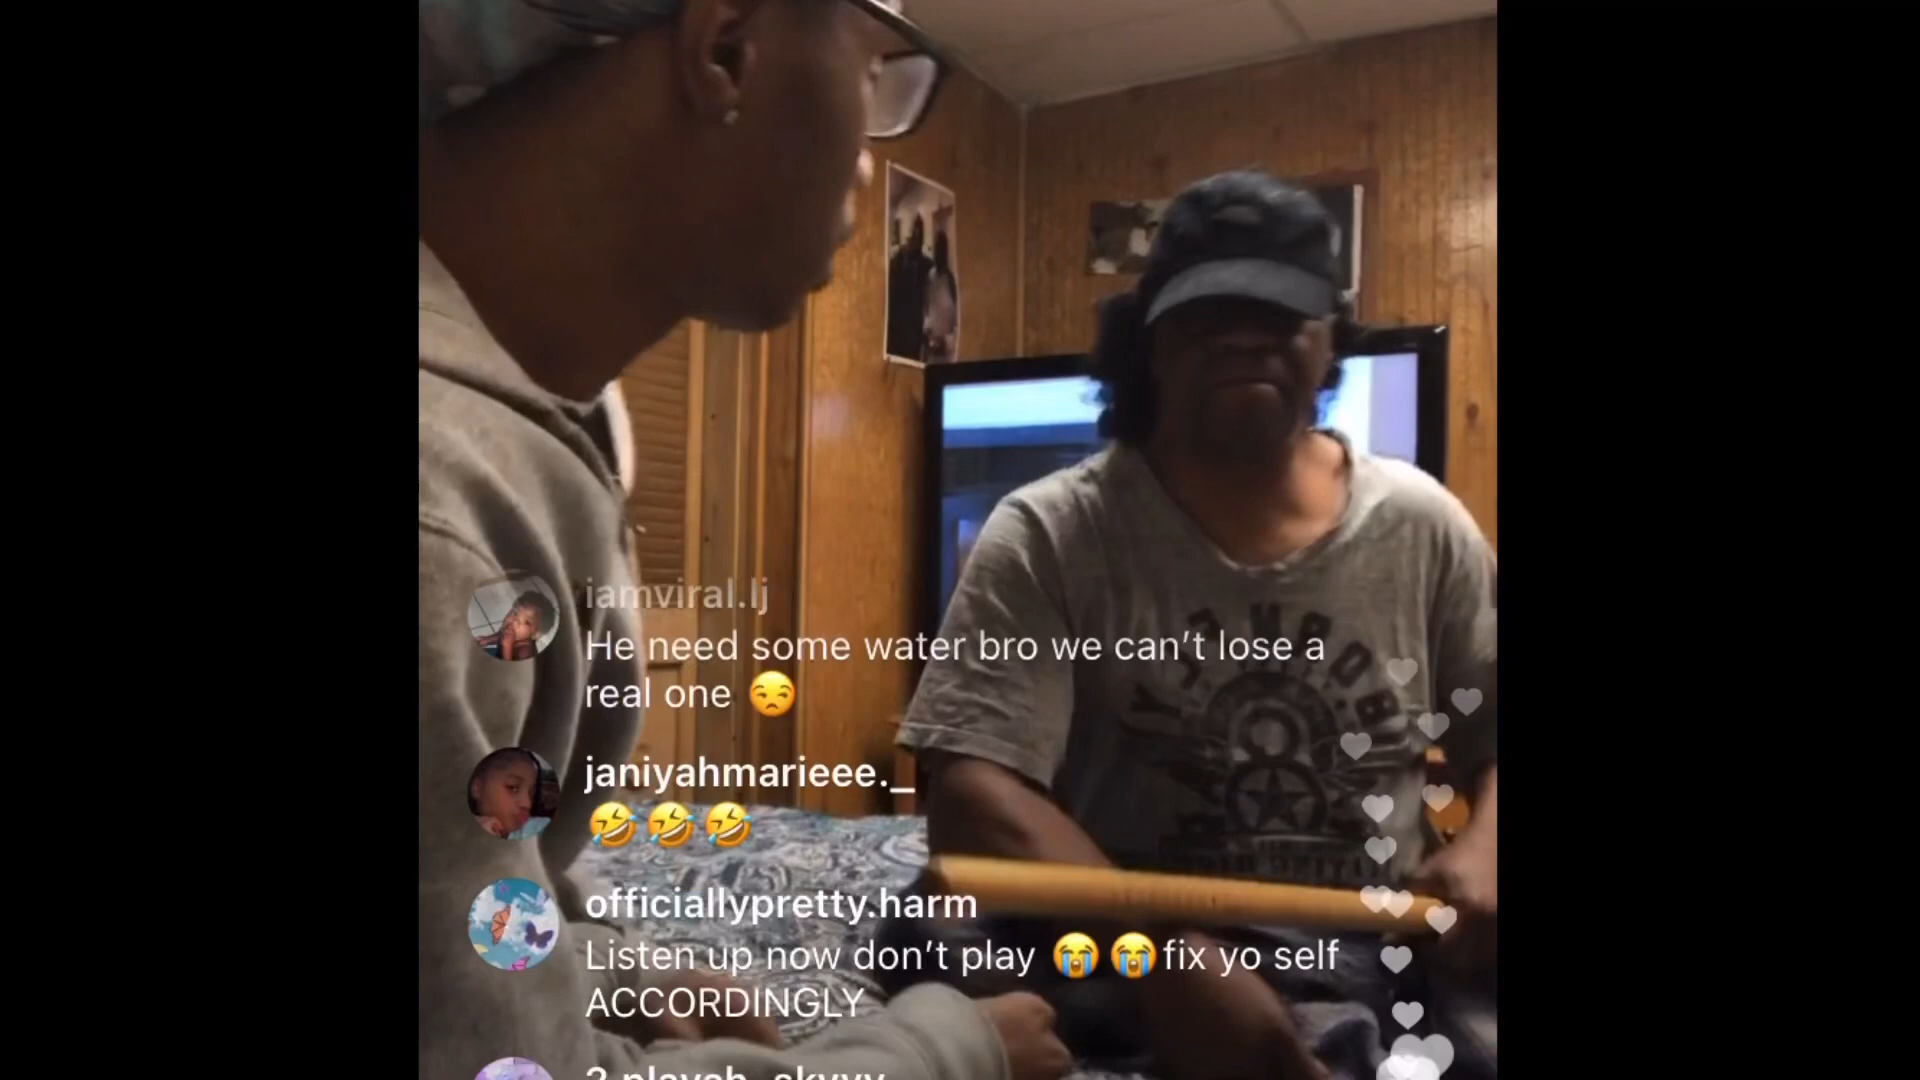 iamviral.lj
He need some water bro we can’t lose a
real one 😒
janiyahmarieee._
🤣🤣🤣
officiallypretty.harm
Listen up now don’t play 😭😭fix yo self
ACCORDINGLY